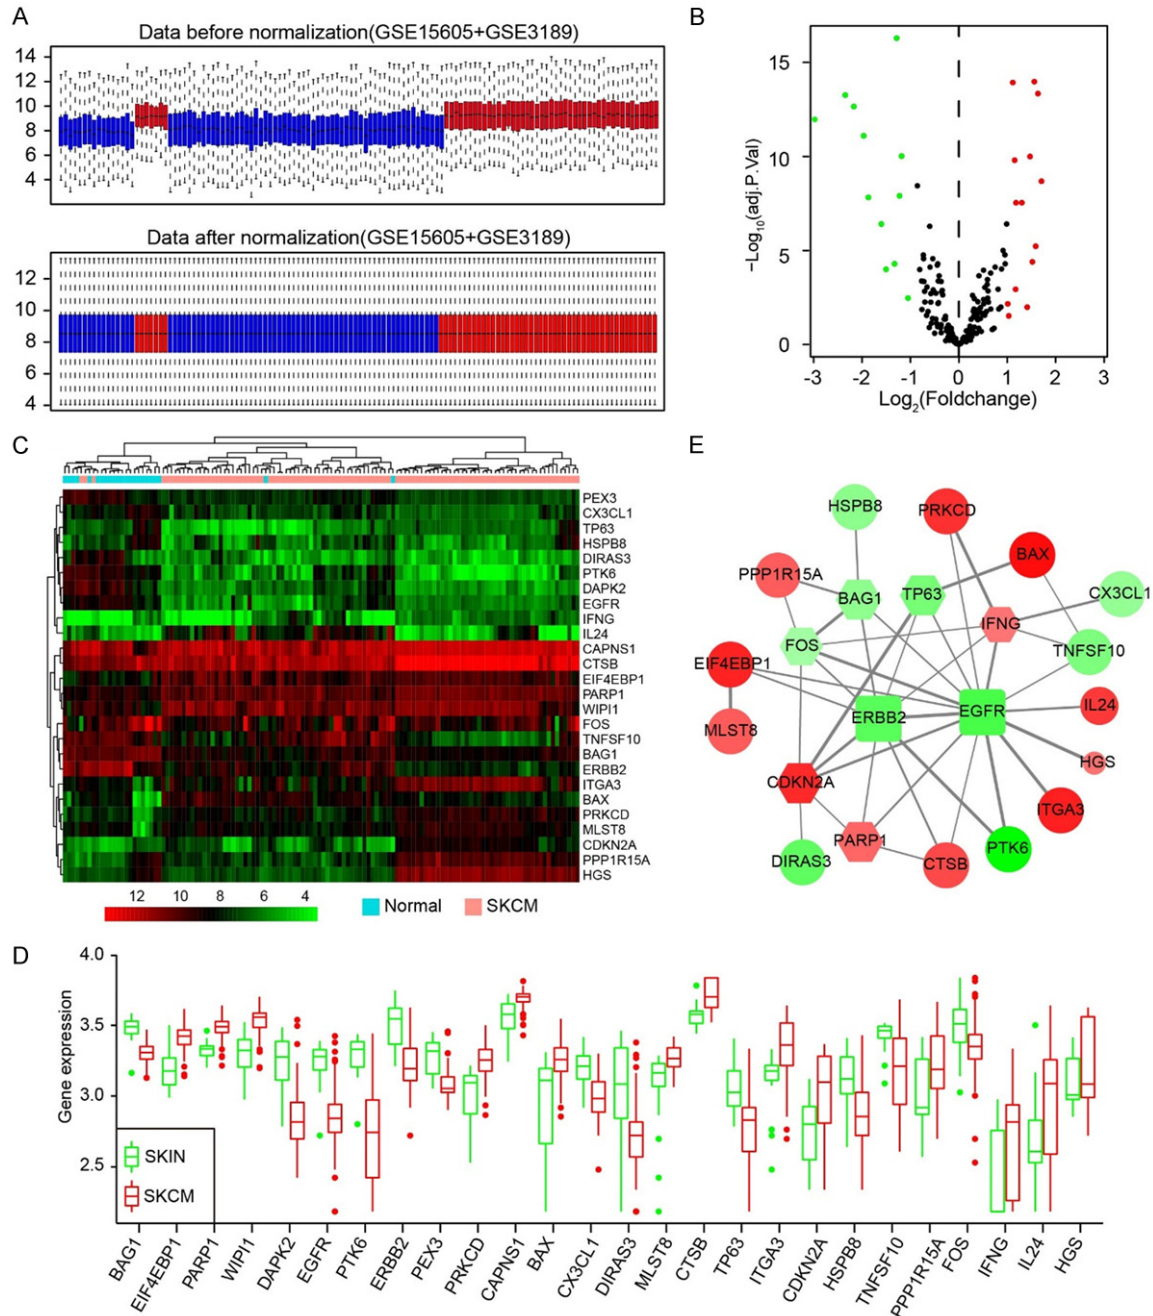 A
Data before normalization(GSE15605+GSE3189)
14
12
10
8
6
4
Data after normalization(GSE15605+GSE3189)
12
10
8
6
4
B
−Log10(adj.P.Val)
15
10
5
0
-3 -2 -1 0 1 2 3
Log2(Foldchange)
C
PEX3
CX3CL1
TP63
HSPB8
DIRAS3
PTK6
DAPK2
EGFR
IFNG
IL24
CAPNS1
CTSB
EIF4EBP1
PARP1
WIPI1
FOS
TNFSF10
BAG1
ERBB2
ITGA3
BAX
PRKCD
MLST8
CDKN2A
PPP1R15A
HGS
12 10 8 6 4
Normal SKCM
E
HSPB8
PRKCD
BAX
PPP1R15A
BAG1
TP63
CX3CL1
IFNG
FOS
TNFSF10
EIF4EBP1
ERBB2
EGFR
IL24
MLST8
HGS
CDKN2A
ITGA3
PARP1
PTK6
DIRAS3
CTSB
D
Gene expression
4.0
3.5
3.0
2.5
SKIN
SKCM
BAG1
EIF4EBP1
PARP1
WIPI1
DAPK2
EGFR
PTK6
ERBB2
PEX3
PRKCD
CAPNS1
BAX
CX3CL1
DIRAS3
MLST8
CTSB
TP63
ITGA3
CDKN2A
HSPB8
TNFSF10
PPP1R15A
FOS
IFNG
IL24
HGS